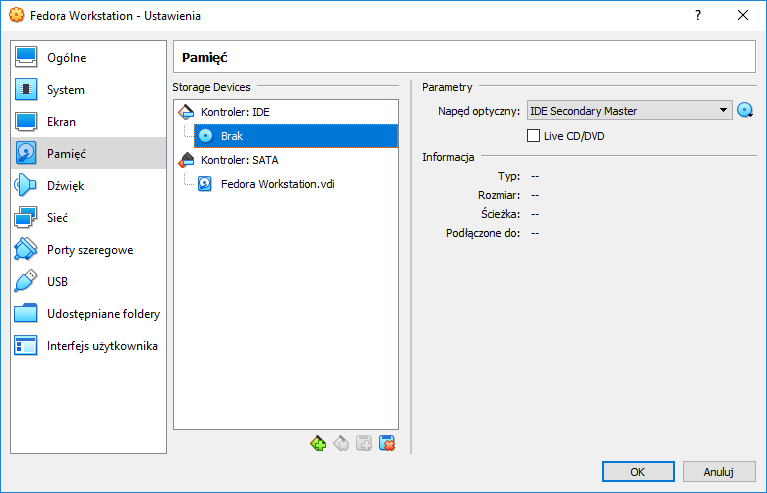 Fedora Workstation - Ustawienia
?
Ogólne
System
Ekran
Pamięć
Dźwięk
Sieć
Porty szeregowe
USB
Udostępniane foldery
Interfejs użytkownika
Pamięć
Storage Devices
Kontroler: IDE
Brak
Kontroler: SATA
Fedora Workstation.vdi
Parametry
Napęd optyczny: IDE Secondary Master
Live CD/DVD
Informacja
Typ: --
Rozmiar: --
Ścieżka: --
Podłączone do: --
OK Anuluj